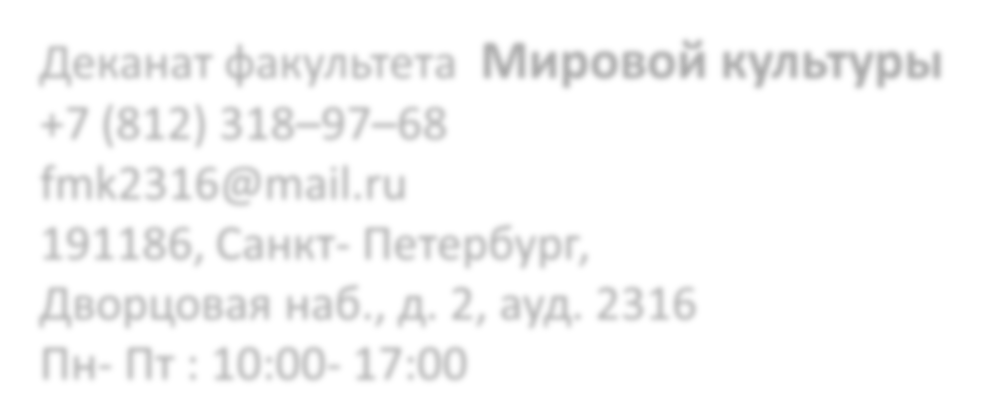 Деканат факультета Мировой культуры
+7 (812) 318–97–68
fmk2316@mail.ru
191186, Санкт- Петербург,
Дворцовая наб., д. 2, ауд. 2316
Пн- Пт : 10:00- 17:00